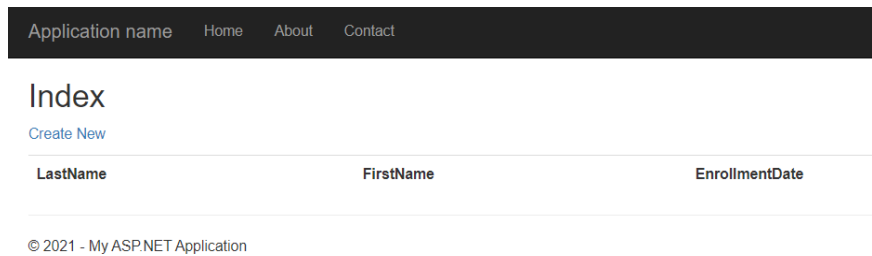 Application name Home About Contact
Index
Create New
LastName FirstName EnrollmentDate
© 2021 - My ASP.NET Application